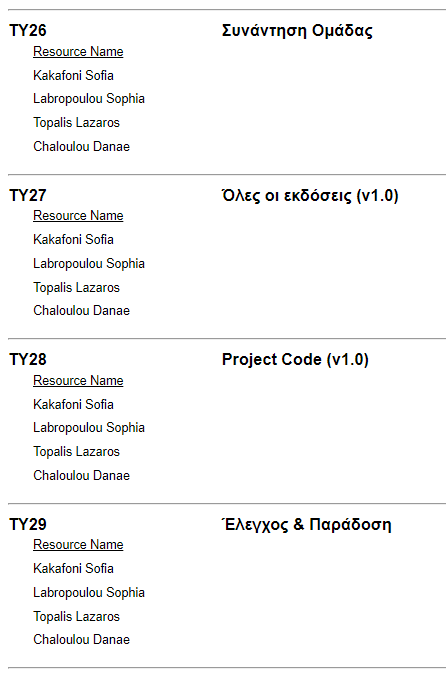 TY26 Συνάντηση Ομάδας
Resource Name
Kakafoni Sofia
Labropoulou Sophia
Topalis Lazaros
Chaloulou Danae
TY27 Όλες οι εκδόσεις (v1.0)
Resource Name
Kakafoni Sofia
Labropoulou Sophia
Topalis Lazaros
Chaloulou Danae
TY28 Project Code (v1.0)
Resource Name
Kakafoni Sofia
Labropoulou Sophia
Topalis Lazaros
Chaloulou Danae
TY29 Έλεγχος & Παράδοση
Resource Name
Kakafoni Sofia
Labropoulou Sophia
Topalis Lazaros
Chaloulou Danae